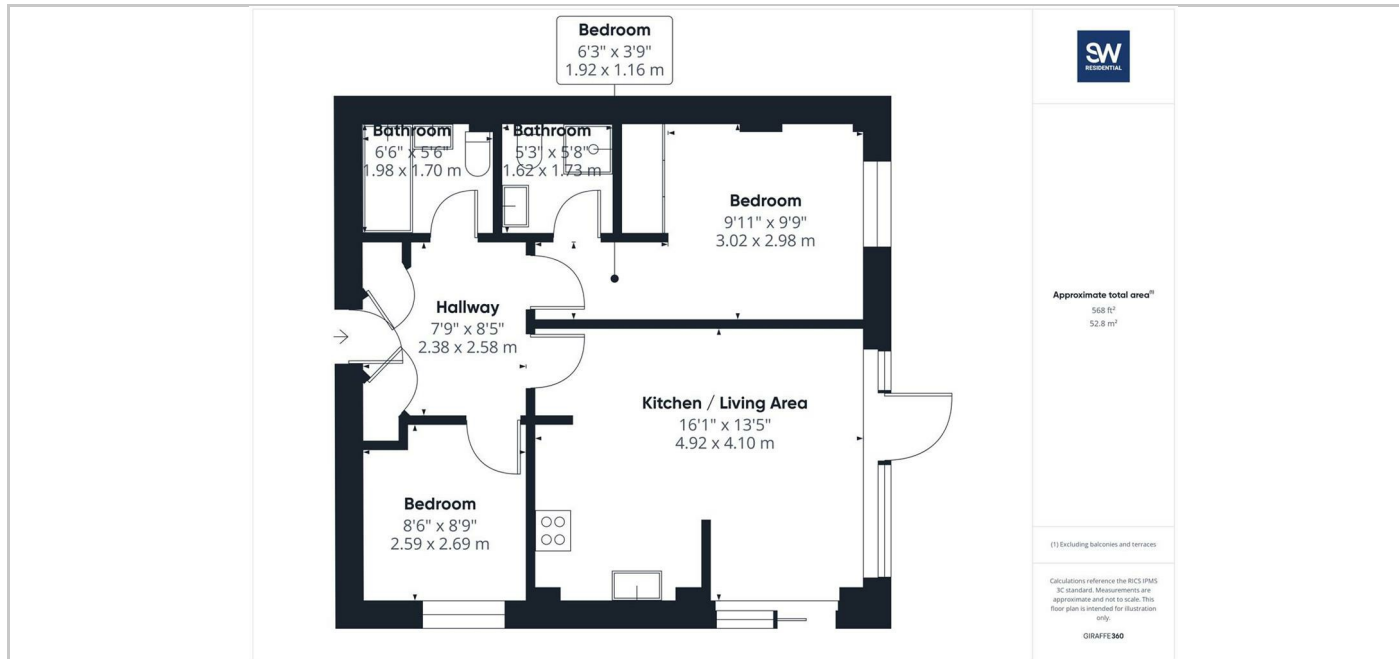 Bedroom
6'3" x 3'9"
1.92 x 1.16 m
Bathroom
6'6" x 5'6"
1.98 x 1.70 m
Bathroom
5'3" x 5'8"
1.62 x 1.73 m
Bedroom
9'11" x 9'9"
3.02 x 2.98 m
Hallway
7'9" x 8'5"
2.38 x 2.58 m
Kitchen / Living Area
16'1" x 13'5"
4.92 x 4.10 m
Bedroom
8'6" x 8'9"
2.59 x 2.69 m
SW
RESIDENTIAL
Approximate total area(1)
568 ft²
52.8 m²
(1) Excluding balconies and terraces
Calculations reference the RICS IPMS
3C standard. Measurements are
approximate and not to scale. This
floor plan is intended for illustration
only.
GIRAFFE360